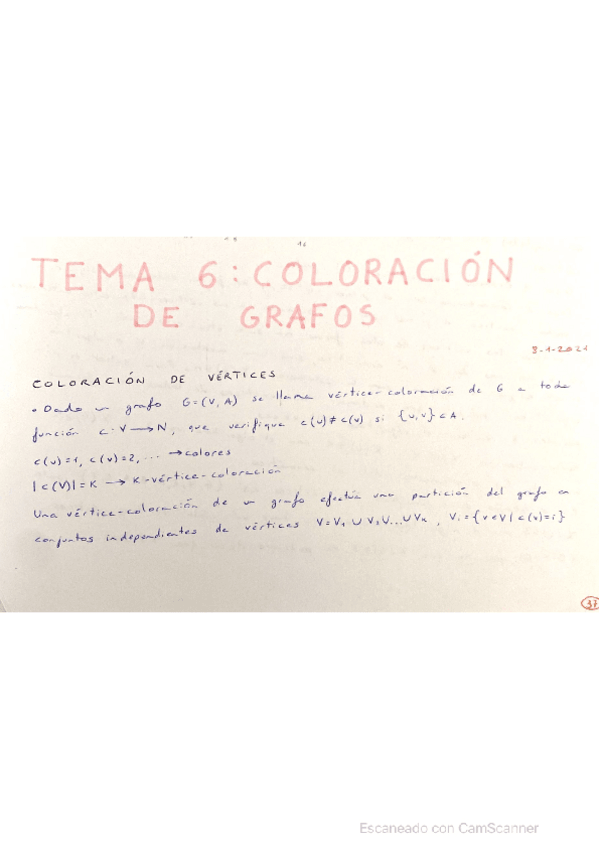 TEMA 6: COLORACIÓN
DE GRAFOS
8-1-2021
COLORACIÓN DE VÉRTICES
• Dado un grafo G=(V,A) se llama vértice-coloración de G a toda
función c: V → N, que verifique c(u) ≠ c(v) si {u,v} ∈ A.
c(u)=1, c(v)=2, ... → colores
|c(V)|=K → K-vértice-coloración
Una vértice-coloración de un grafo efectúa una partición del grafo en
conjuntos independientes de vértices V=V1 ∪ V2 ∪ ... ∪ Vk, Vi={v∈V| c(v)=i}
37
Escaneado con CamScanner